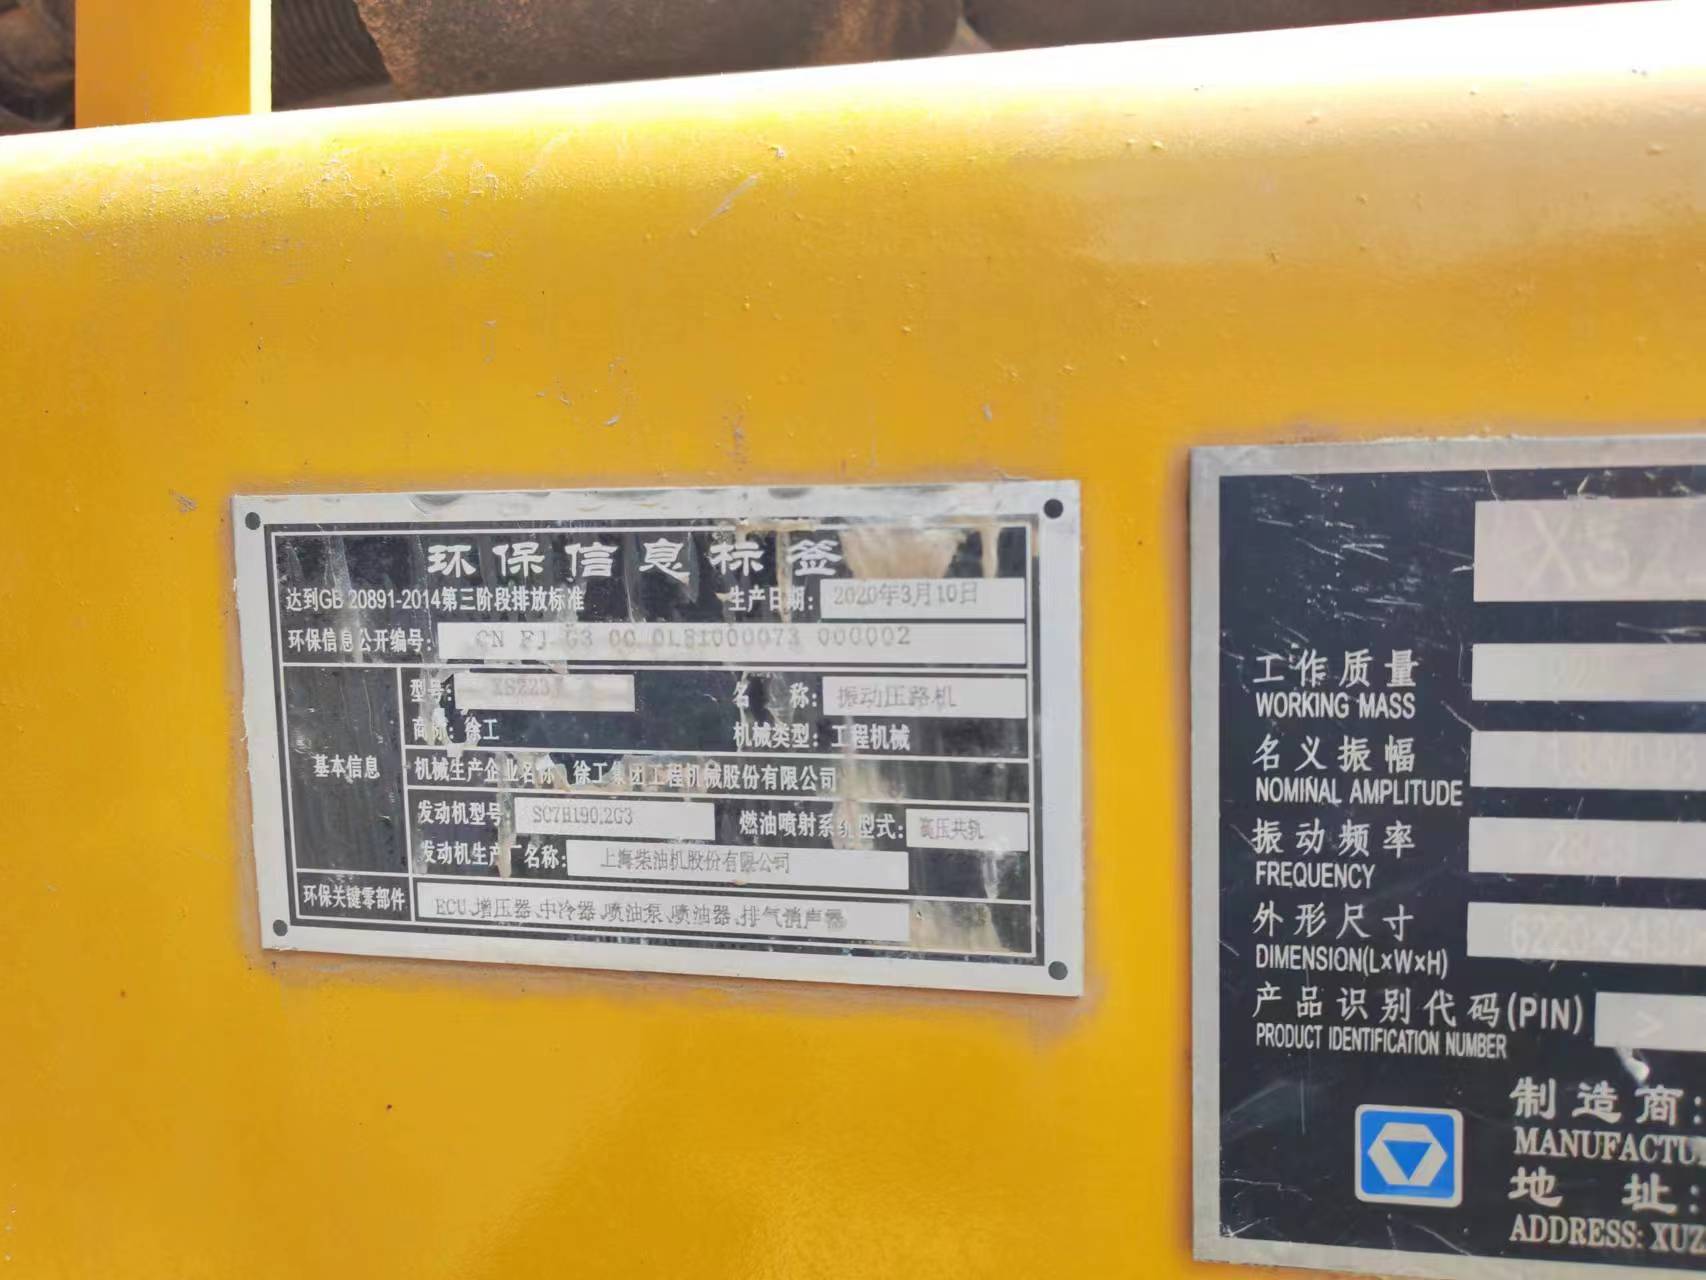 环保信息标签
达到GB 20891-2014第三阶段排放标准 生产日期: 2020年3月10日
环保信息公开编号: CN FJ G3 00 0L81000073 000002
基本信息
型号: XS223J 名 称: 振动压路机
商标: 徐工 机械类型: 工程机械
机械生产企业名称: 徐工集团工程机械股份有限公司
发动机型号: SC7H190.2G3 燃油喷射系统型式: 高压共轨
发动机生产厂名称: 上海柴油机股份有限公司
环保关键零部件 ECU、增压器、中冷器、喷油泵、喷油器、排气消声器
工作质量
WORKING MASS
名义振幅
NOMINAL AMPLITUDE
振动频率
FREQUENCY
外形尺寸
DIMENSION(L×W×H)
产品识别代码(PIN)
PRODUCT IDENTIFICATION NUMBER
制造商:
MANUFACTU
地 址:
ADDRESS: XUZ